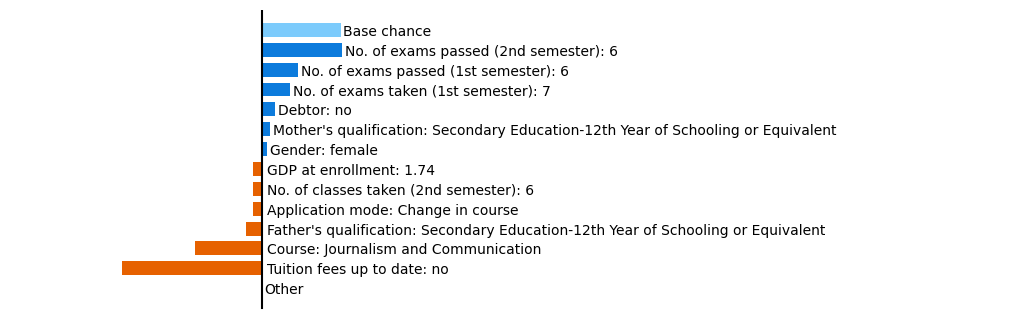 Base chance
No. of exams passed (2nd semester): 6
No. of exams passed (1st semester): 6
No. of exams taken (1st semester): 7
Debtor: no
Mother's qualification: Secondary Education-12th Year of Schooling or Equivalent
Gender: female
GDP at enrollment: 1.74
No. of classes taken (2nd semester): 6
Application mode: Change in course
Father's qualification: Secondary Education-12th Year of Schooling or Equivalent
Course: Journalism and Communication
Tuition fees up to date: no
Other